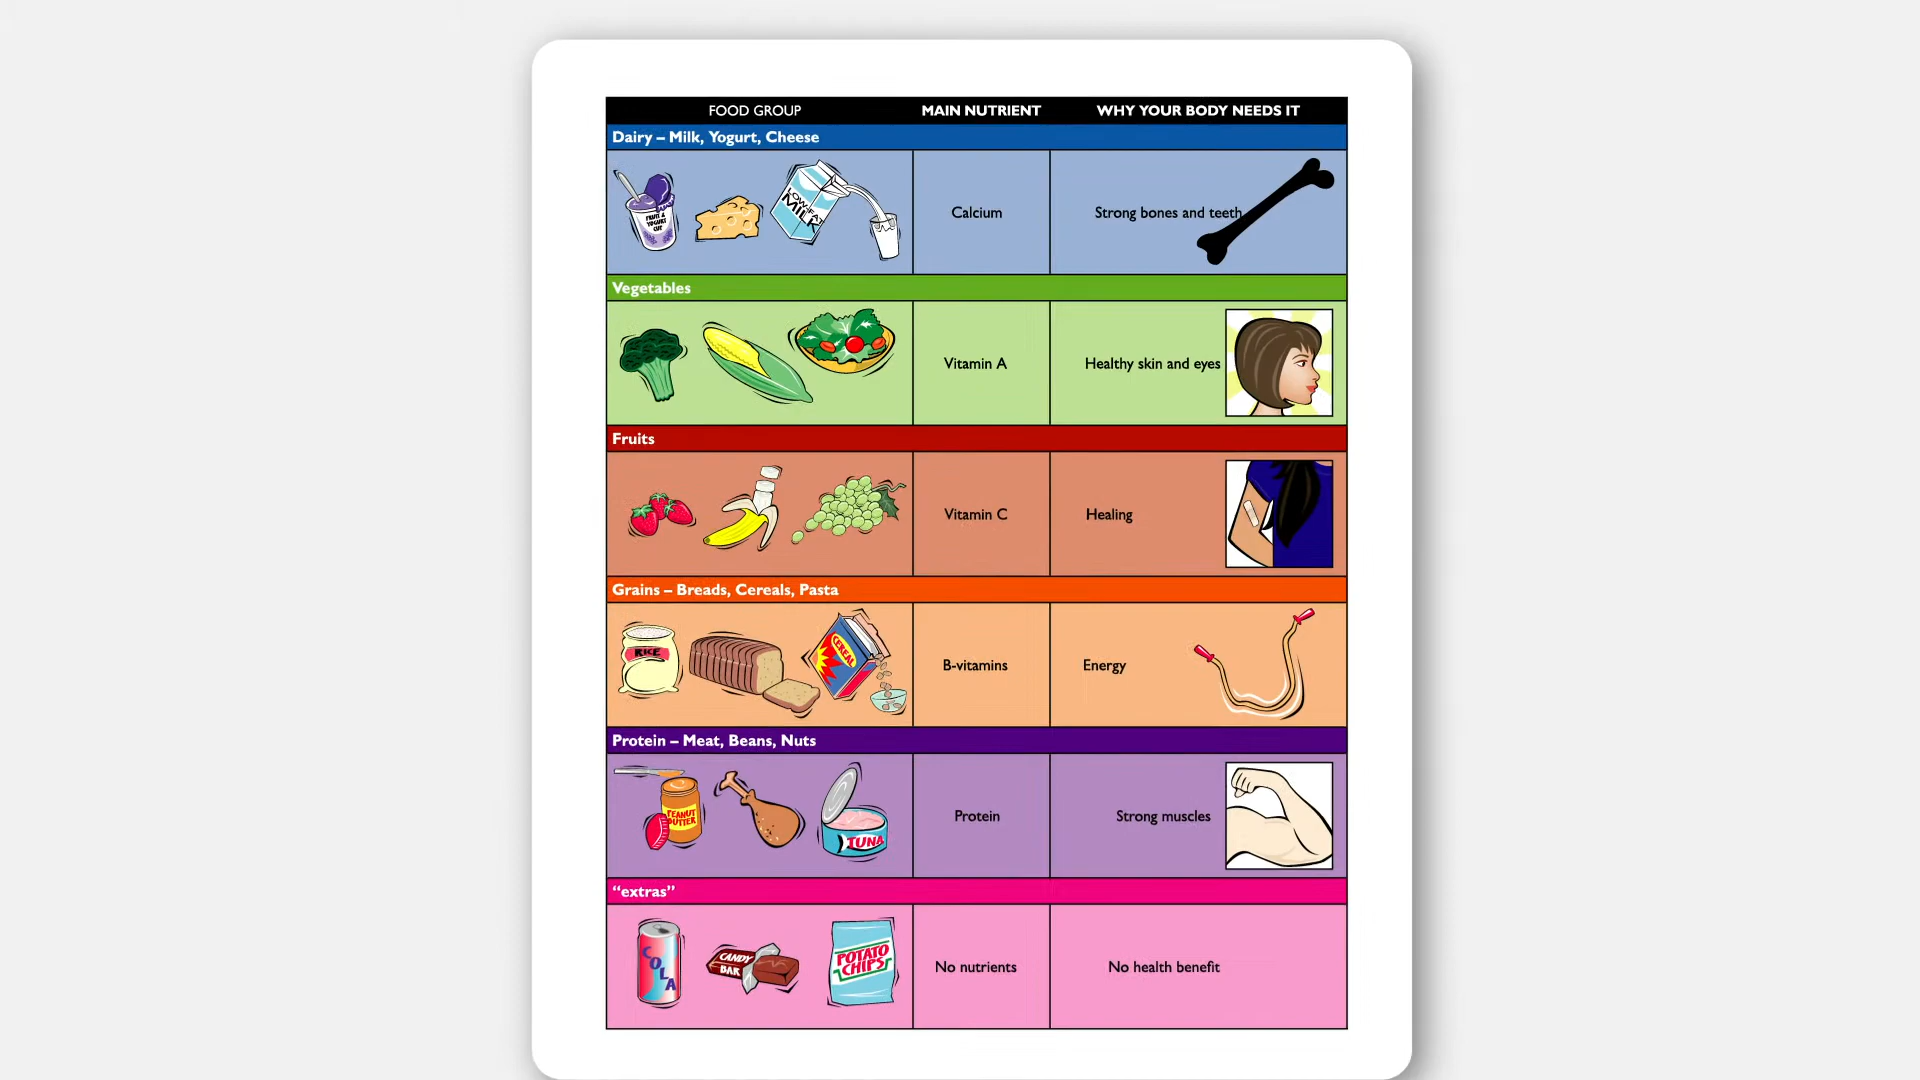 FOOD GROUP MAIN NUTRIENT WHY YOUR BODY NEEDS IT
Dairy – Milk, Yogurt, Cheese
FRUIT &
YOGURT
CUP
LOW-FAT
MILK
Calcium
Strong bones and teeth
Vegetables
Vitamin A
Healthy skin and eyes
Fruits
Vitamin C
Healing
Grains – Breads, Cereals, Pasta
RICE
CEREAL
B-vitamins
Energy
Protein – Meat, Beans, Nuts
PEANUT
BUTTER
TUNA
Protein
Strong muscles
“extras”
COLA
CANDY
BAR
POTATO
CHIPS
No nutrients
No health benefit